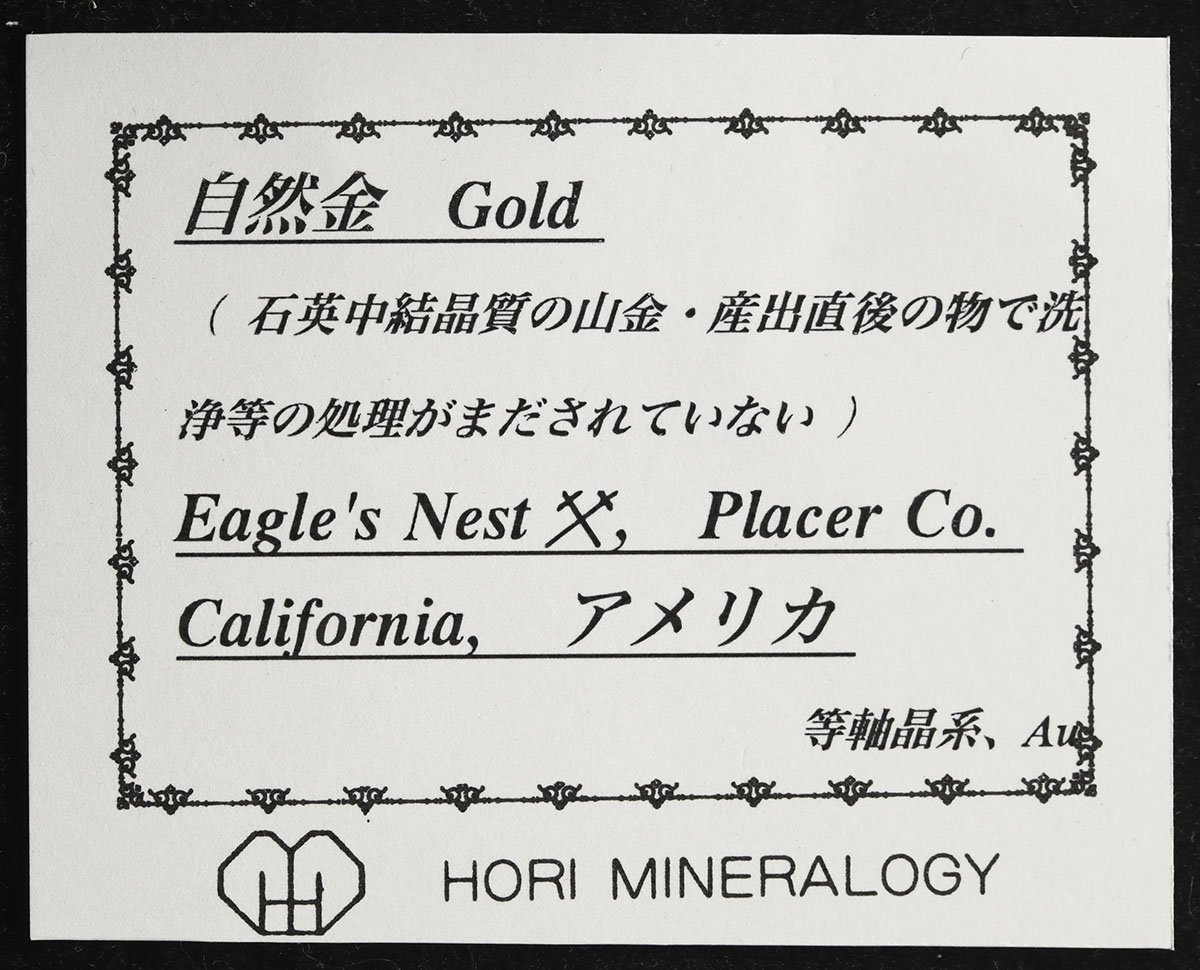 自然金 Gold
（ 石英中結晶質の山金・産出直後の物で洗
浄等の処理がまだされていない ）
Eagle's Nest ⚒, Placer Co.
California, アメリカ
等軸晶系、Au
HORI MINERALOGY